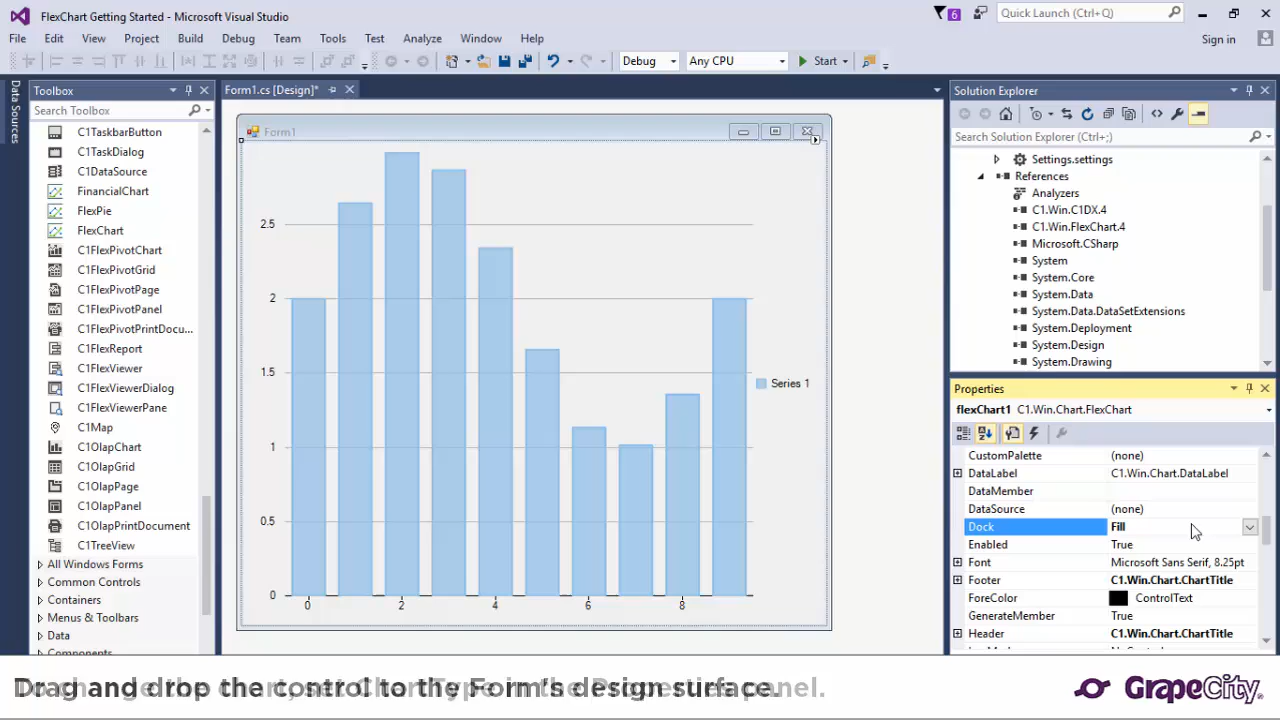 FlexChart Getting Started - Microsoft Visual Studio
6
Quick Launch (Ctrl+Q)
File Edit View Project Build Debug Team Tools Test Analyze Window Help
Sign in
Debug Any CPU Start
Data Sources
Toolbox
Search Toolbox
C1TaskbarButton
C1TaskDialog
C1DataSource
FinancialChart
FlexPie
FlexChart
C1FlexPivotChart
C1FlexPivotGrid
C1FlexPivotPage
C1FlexPivotPanel
C1FlexPivotPrintDocu...
C1FlexReport
C1FlexViewer
C1FlexViewerDialog
C1FlexViewerPane
C1Map
C1OlapChart
C1OlapGrid
C1OlapPage
C1OlapPanel
C1OlapPrintDocument
C1TreeView
All Windows Forms
Common Controls
Containers
Menus & Toolbars
Data
Components
Form1.cs [Design]*
Form1
2.5
2
1.5
1
0.5
0
0 2 4 6 8
Series 1
Solution Explorer
Search Solution Explorer (Ctrl+;)
Settings.settings
References
Analyzers
C1.Win.C1DX.4
C1.Win.FlexChart.4
Microsoft.CSharp
System
System.Core
System.Data
System.Data.DataSetExtensions
System.Deployment
System.Design
System.Drawing
Properties
flexChart1 C1.Win.Chart.FlexChart
CustomPalette (none)
DataLabel C1.Win.Chart.DataLabel
DataMember
DataSource (none)
Dock Fill
Enabled True
Font Microsoft Sans Serif, 8.25pt
Footer C1.Win.Chart.ChartTitle
ForeColor ControlText
GenerateMember True
Header C1.Win.Chart.ChartTitle
Drag and drop the control to the Form's design surface.
GrapeCity